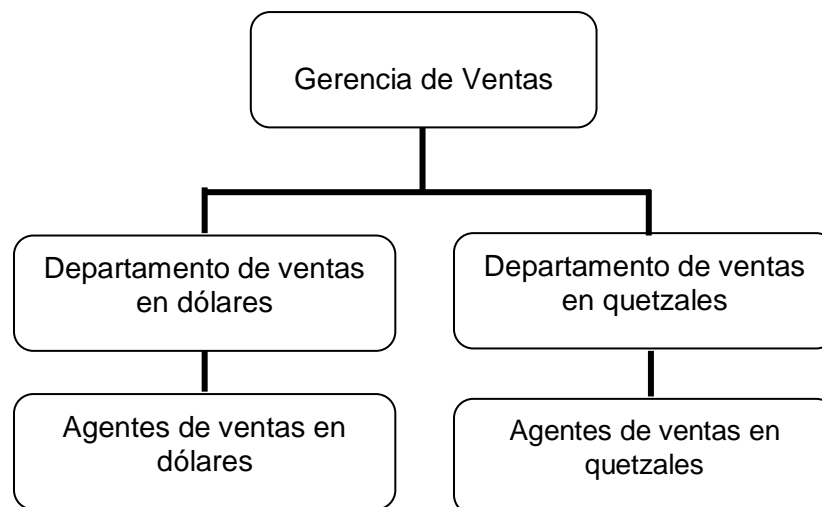 Gerencia de Ventas
Departamento de ventas
en dólares
Departamento de ventas
en quetzales
Agentes de ventas en
dólares
Agentes de ventas en
quetzales